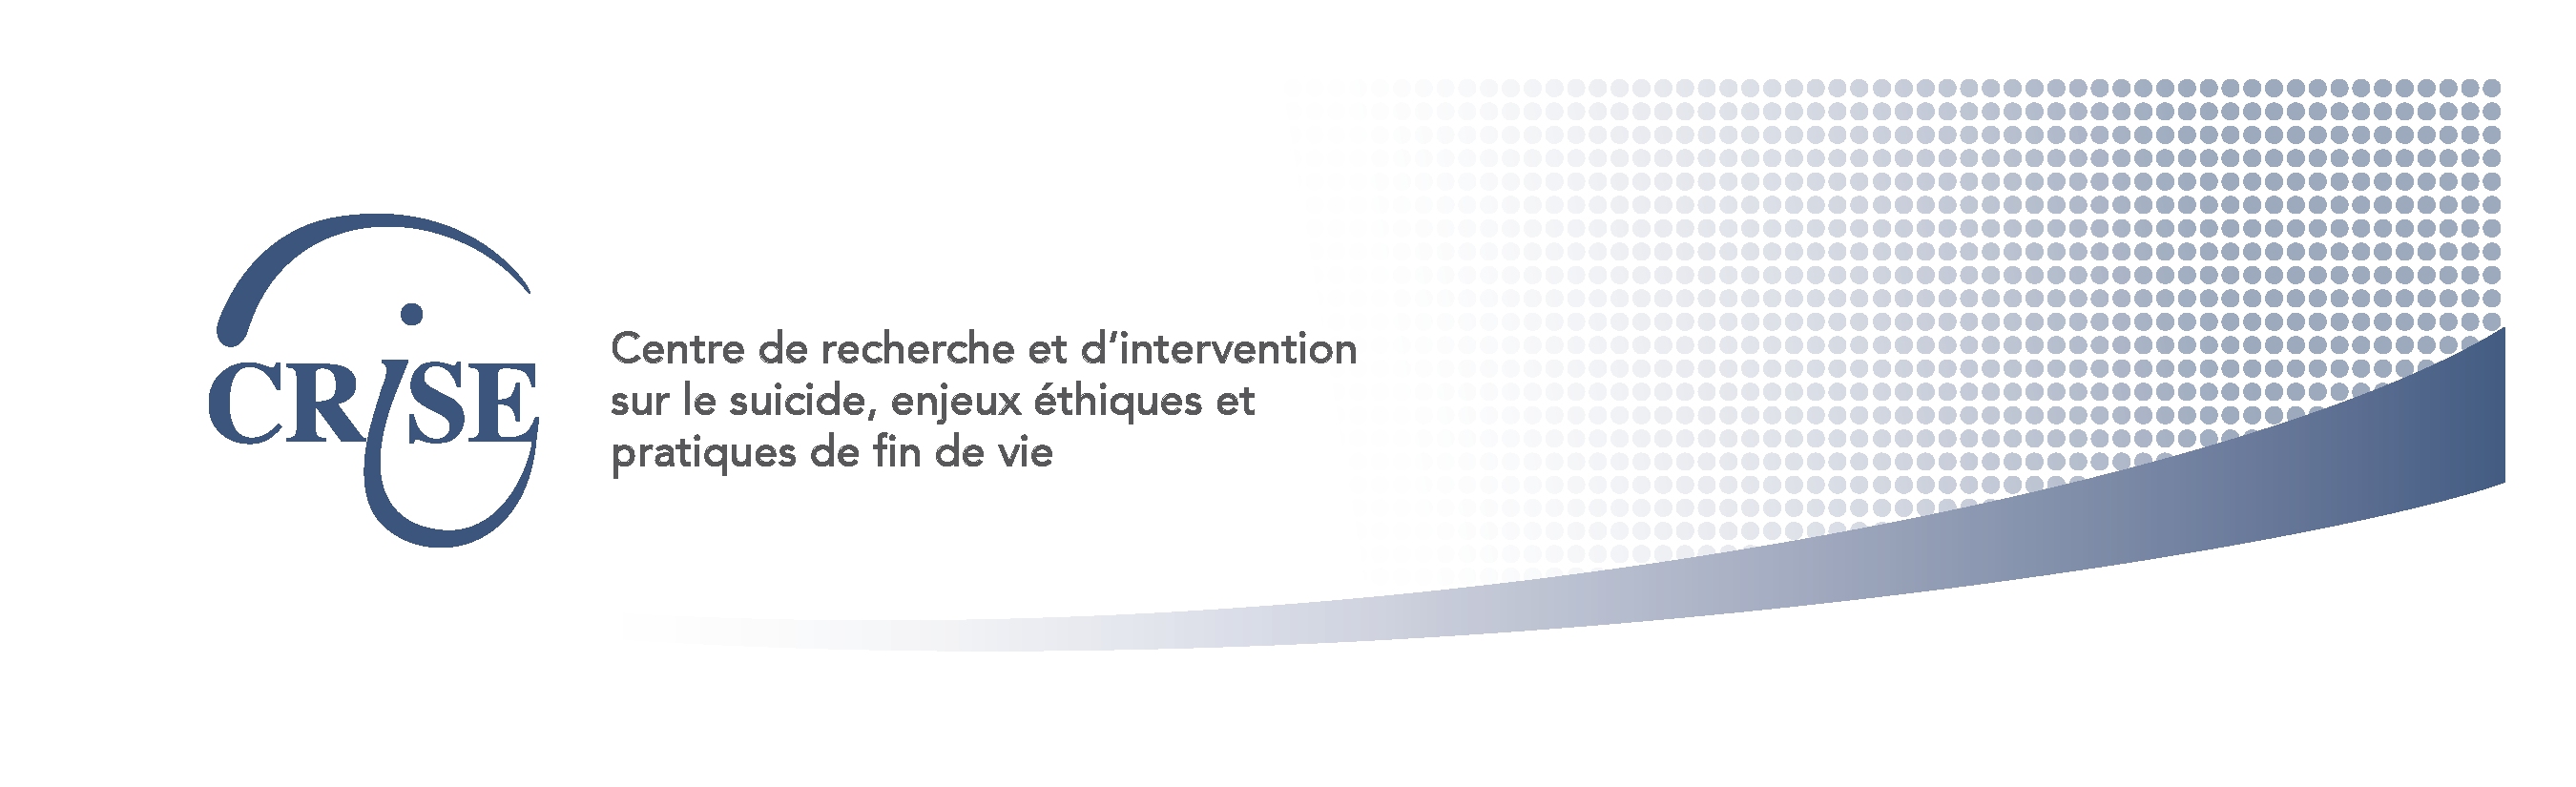 CRiSE
Centre de recherche et d’intervention
sur le suicide, enjeux éthiques et
pratiques de fin de vie